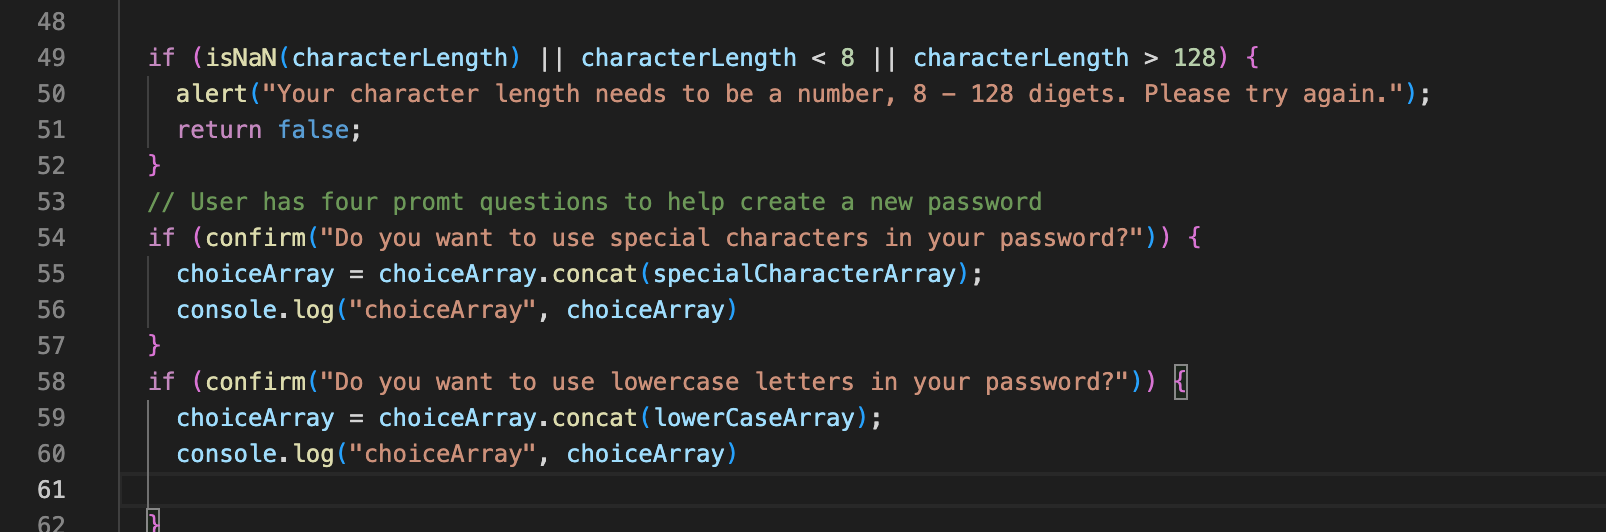 48
49 if (isNaN(characterLength) || characterLength < 8 || characterLength > 128) {
50 alert("Your character length needs to be a number, 8 – 128 digets. Please try again.");
51 return false;
52 }
53 // User has four promt questions to help create a new password
54 if (confirm("Do you want to use special characters in your password?")) {
55 choiceArray = choiceArray.concat(specialCharacterArray);
56 console.log("choiceArray", choiceArray)
57 }
58 if (confirm("Do you want to use lowercase letters in your password?")) {
59 choiceArray = choiceArray.concat(lowerCaseArray);
60 console.log("choiceArray", choiceArray)
61
62 }